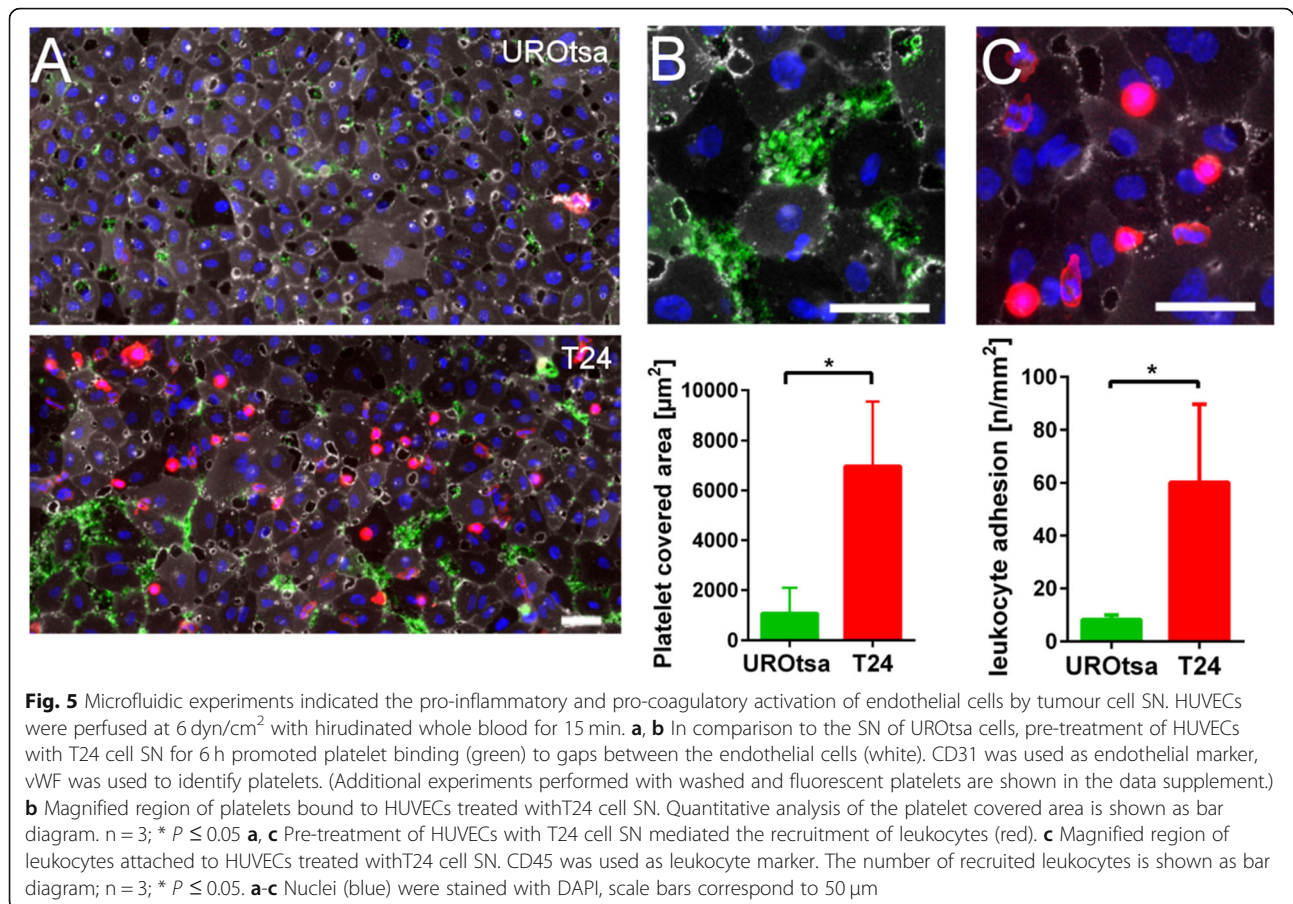 A
UROtsa
T24
B
C
Platelet covered area [µm²]
10000
8000
6000
4000
2000
0
*
UROtsa
T24
leukocyte adhesion [n/mm²]
100
80
60
40
20
0
*
UROtsa
T24
Fig. 5 Microfluidic experiments indicated the pro-inflammatory and pro-coagulatory activation of endothelial cells by tumour cell SN. HUVECs
were perfused at 6 dyn/cm² with hirudinated whole blood for 15 min. a, b In comparison to the SN of UROtsa cells, pre-treatment of HUVECs
with T24 cell SN for 6 h promoted platelet binding (green) to gaps between the endothelial cells (white). CD31 was used as endothelial marker,
vWF was used to identify platelets. (Additional experiments performed with washed and fluorescent platelets are shown in the data supplement.)
b Magnified region of platelets bound to HUVECs treated withT24 cell SN. Quantitative analysis of the platelet covered area is shown as bar
diagram. n = 3; * P ≤ 0.05 a, c Pre-treatment of HUVECs with T24 cell SN mediated the recruitment of leukocytes (red). c Magnified region of
leukocytes attached to HUVECs treated withT24 cell SN. CD45 was used as leukocyte marker. The number of recruited leukocytes is shown as bar
diagram; n = 3; * P ≤ 0.05. a-c Nuclei (blue) were stained with DAPI, scale bars correspond to 50 µm